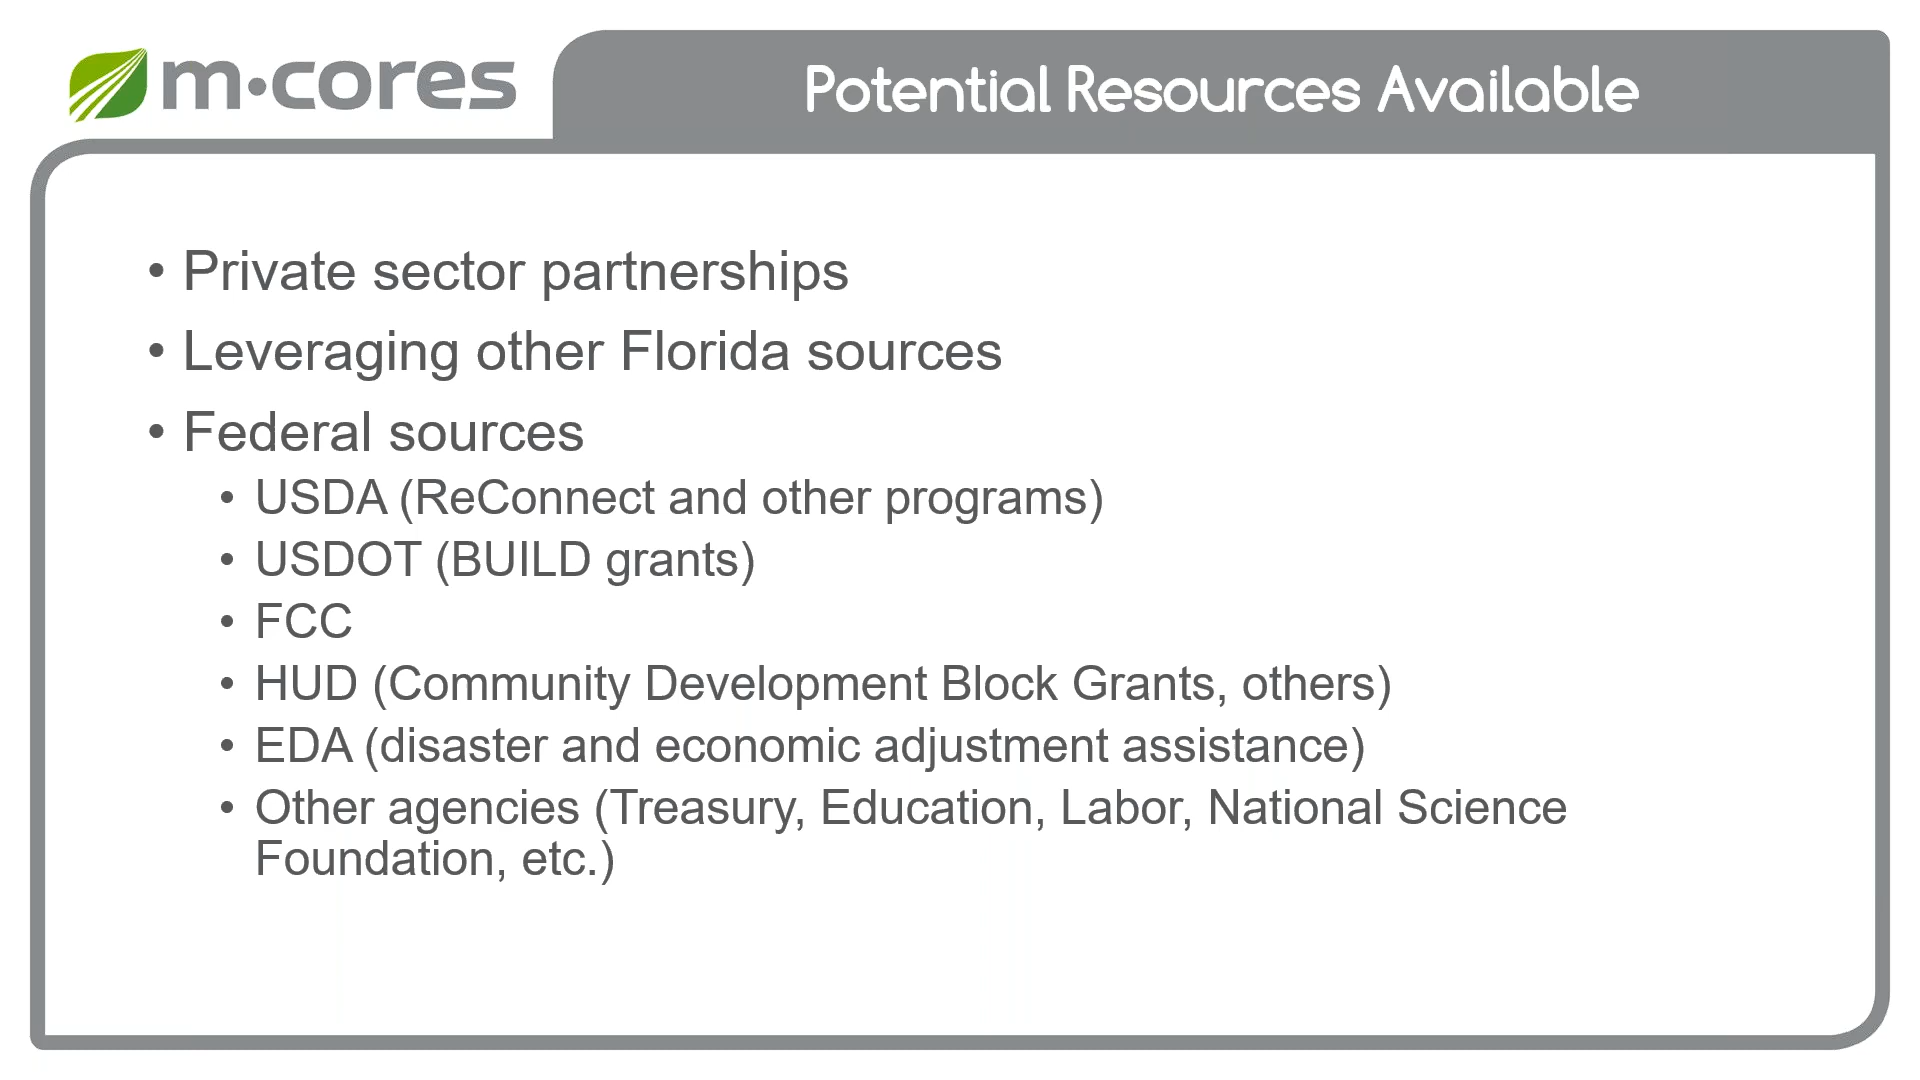 m·cores
Potential Resources Available
• Private sector partnerships
• Leveraging other Florida sources
• Federal sources
• USDA (ReConnect and other programs)
• USDOT (BUILD grants)
• FCC
• HUD (Community Development Block Grants, others)
• EDA (disaster and economic adjustment assistance)
• Other agencies (Treasury, Education, Labor, National Science
Foundation, etc.)